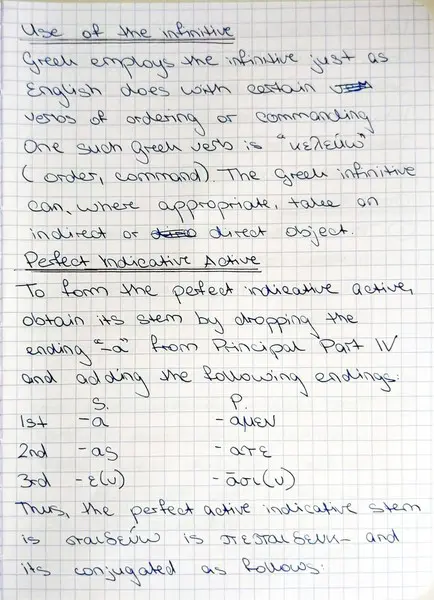 Use of the infinitive
Greek employs the infinitive just as
English does with certain
verbs of ordering or commanding
One such Greek verb is "κελεύω"
(order, command). The Greek infinitive
can, where appropriate, take an
indirect or direct object.
Perfect Indicative Active
To form the perfect indicative active,
obtain its stem by dropping the
ending "-α" from Principal Part IV
and adding the following endings:
S. P.
1st -α -αμεν
2nd -ας -ατε
3rd -ε(ν) -ᾱσι(ν)
Thus, the perfect active indicative stem
is παιδεύω is πεπαιδευκ- and
its conjugated as follows: